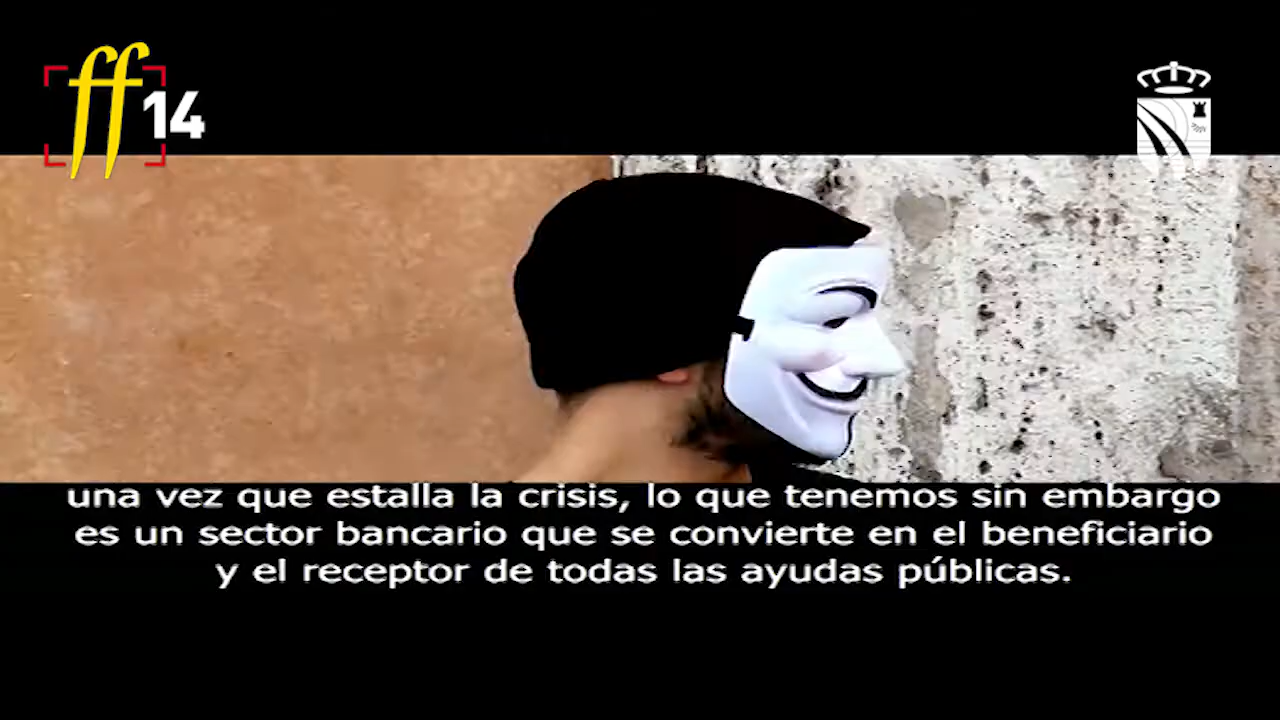 ff14
una vez que estalla la crisis, lo que tenemos sin embargo
es un sector bancario que se convierte en el beneficiario
y el receptor de todas las ayudas públicas.